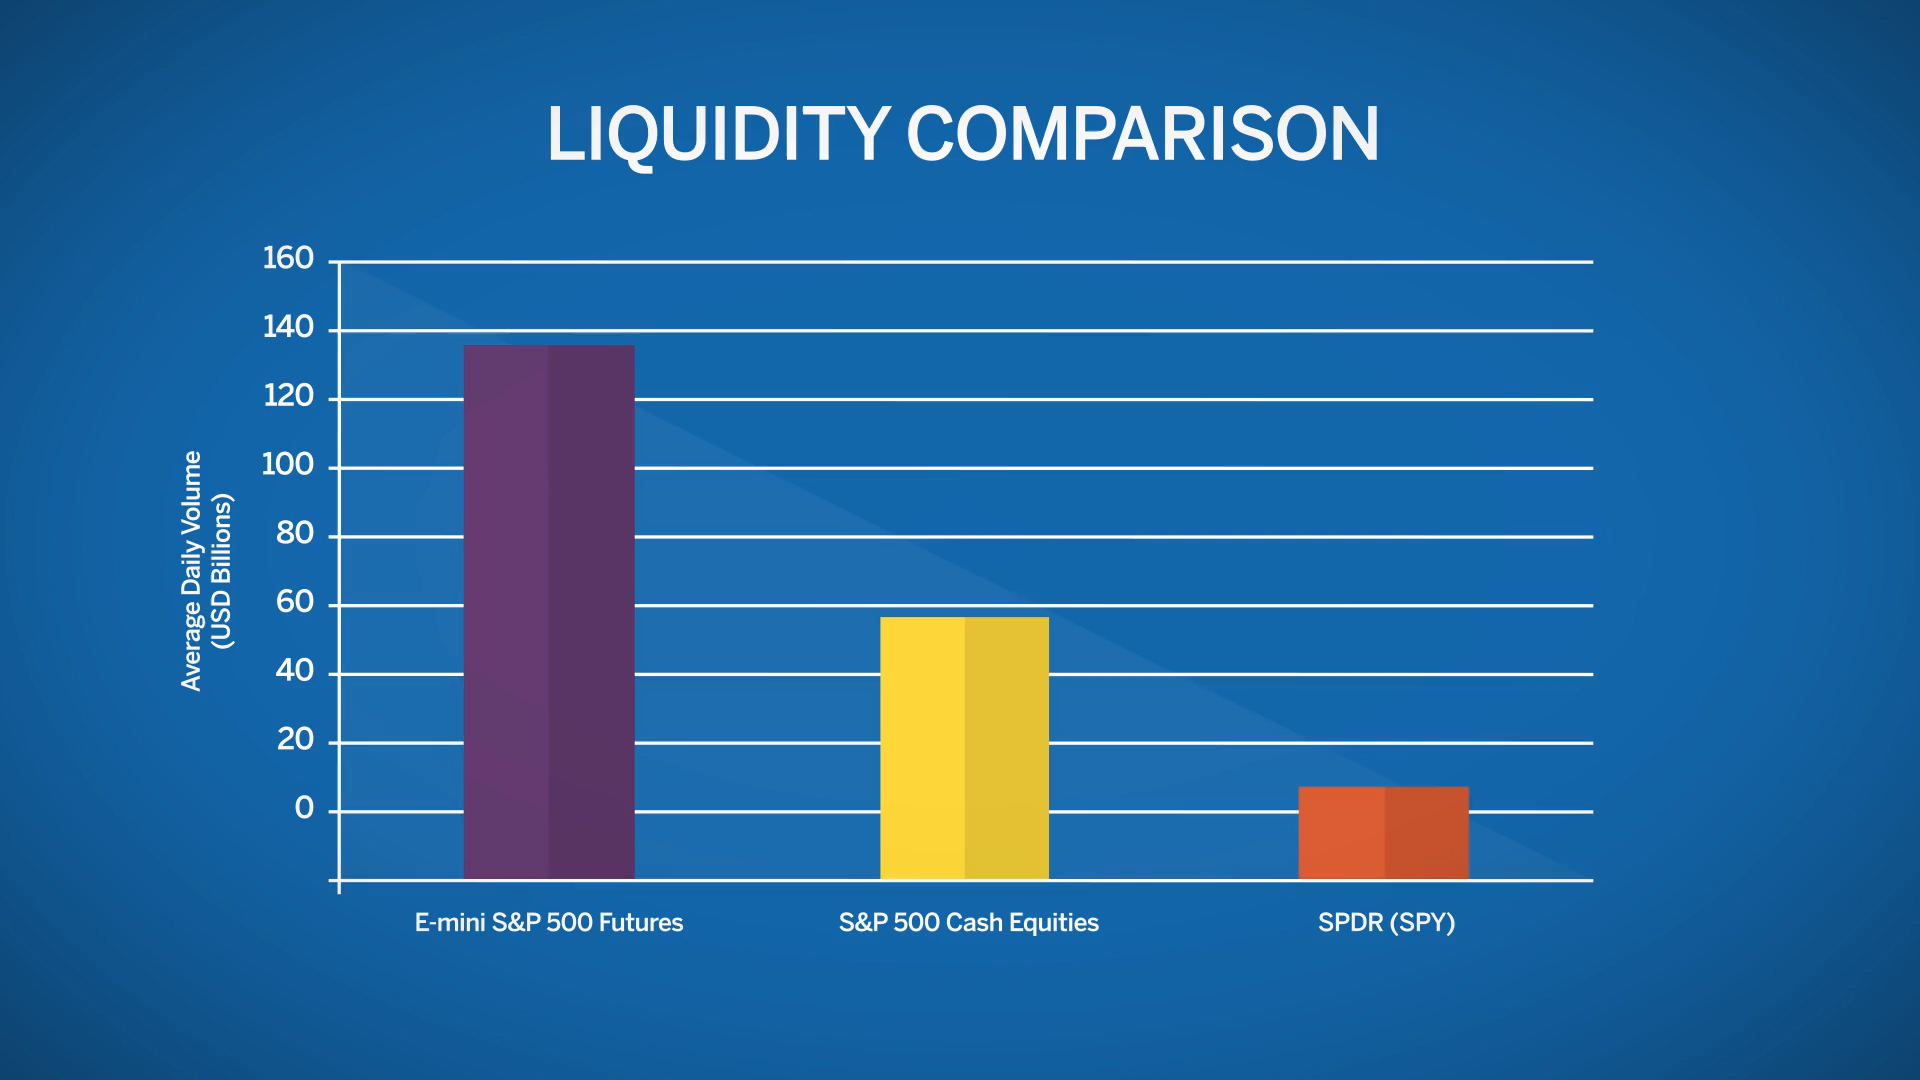 LIQUIDITY COMPARISON
Average Daily Volume
(USD Billions)
160
140
120
100
80
60
40
20
0
E-mini S&P 500 Futures
S&P 500 Cash Equities
SPDR (SPY)